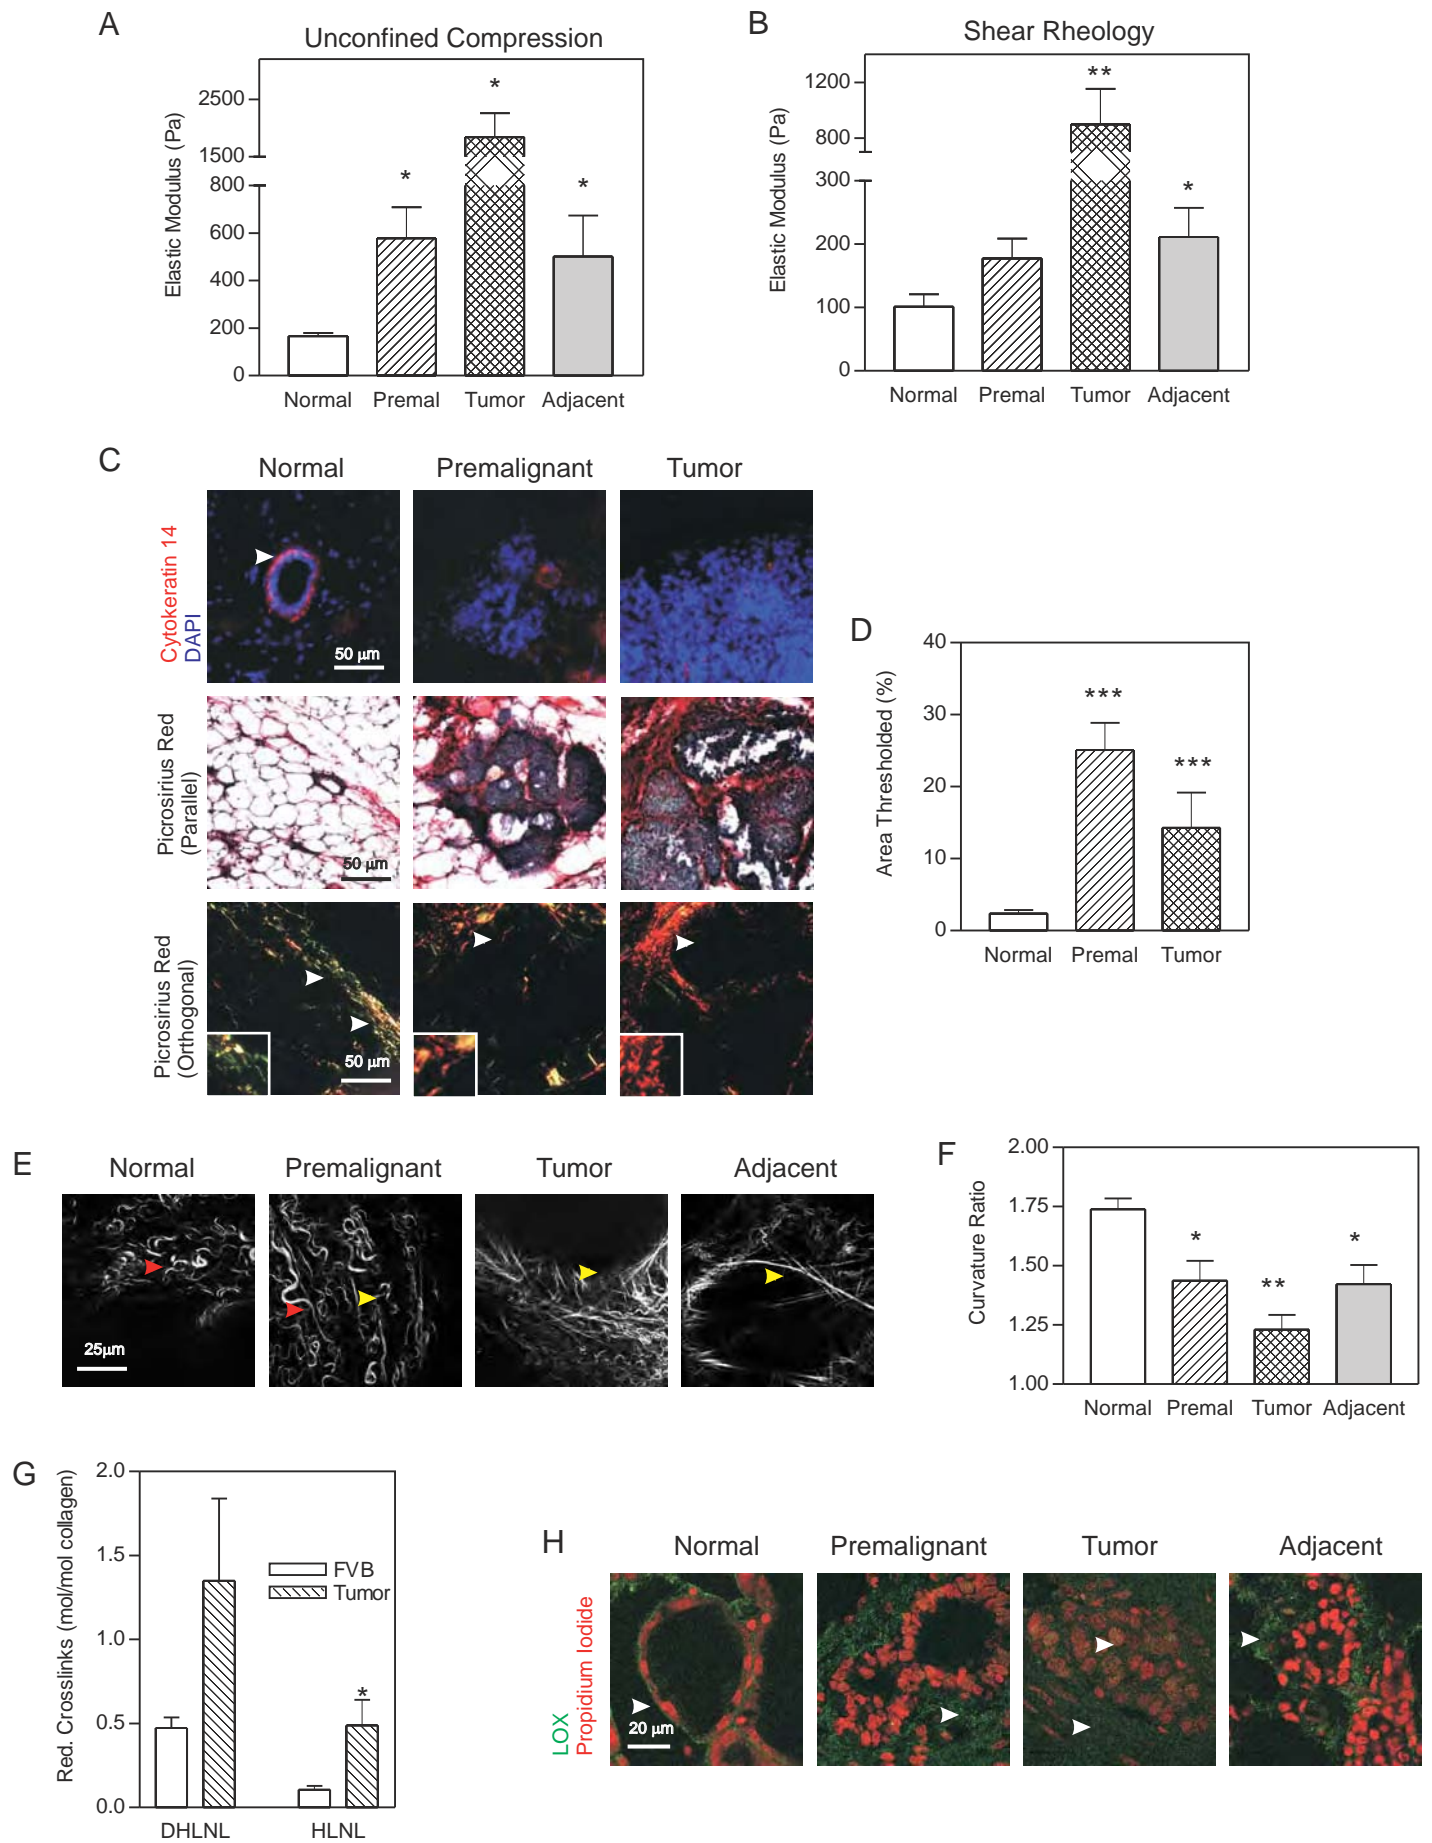 A
Unconfined Compression
Elastic Modulus (Pa)
2500
1500
800
600
400
200
0
*
*
*
Normal Premal Tumor Adjacent
B
Shear Rheology
Elastic Modulus (Pa)
1200
800
300
200
100
0
**
*
Normal Premal Tumor Adjacent
C
Normal Premalignant Tumor
Cytokeratin 14
DAPI
50 µm
Picrosirius Red
(Parallel)
50 µm
Picrosirius Red
(Orthogonal)
50 µm
D
Area Thresholded (%)
40
30
20
10
0
***
***
Normal Premal Tumor
E
Normal Premalignant Tumor Adjacent
25µm
F
Curvature Ratio
2.00
1.75
1.50
1.25
1.00
*
**
*
Normal Premal Tumor Adjacent
G
Red. Crosslinks (mol/mol collagen)
2.0
1.5
1.0
0.5
0.0
FVB
Tumor
*
DHLNL HLNL
H
Normal Premalignant Tumor Adjacent
LOX
Propidium Iodide
20 µm